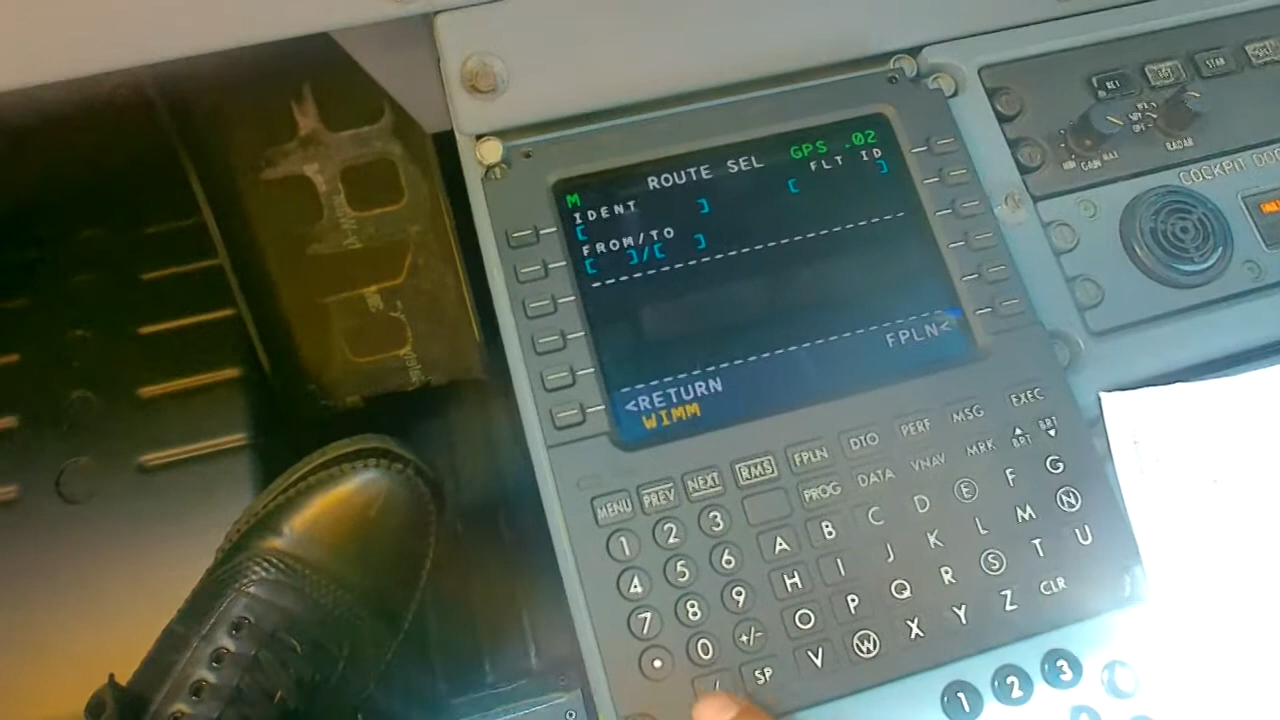 GPS .02
ROUTE SEL
M
FLT ID
IDENT
[ ]
[ ]
FROM/TO
[ ]/[ ]
FPLN<
<RETURN
WIMM
RADAR
COCKPIT DOO
MENU PREV NEXT RMS FPLN DTO PERF MSG EXEC
PROG DATA VNAV MRK BRT BRT
1 2 3 A B C D E F G
4 5 6 H I J K L M N
7 8 9 O P Q R S T U
. 0 +/- V W X Y Z CLR
/ SP
1 2 3